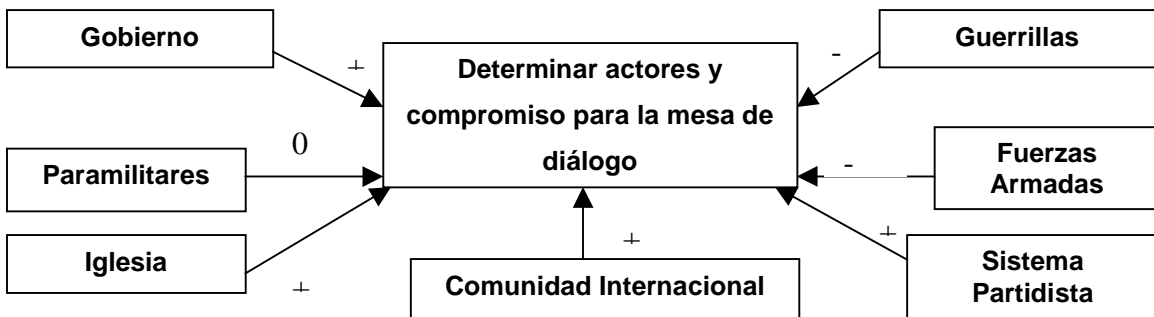 Gobierno
+
Determinar actores y
compromiso para la mesa de
diálogo
-
Guerrillas
Paramilitares
0
-
Fuerzas
Armadas
Iglesia
+
+
Comunidad Internacional
+
Sistema
Partidista